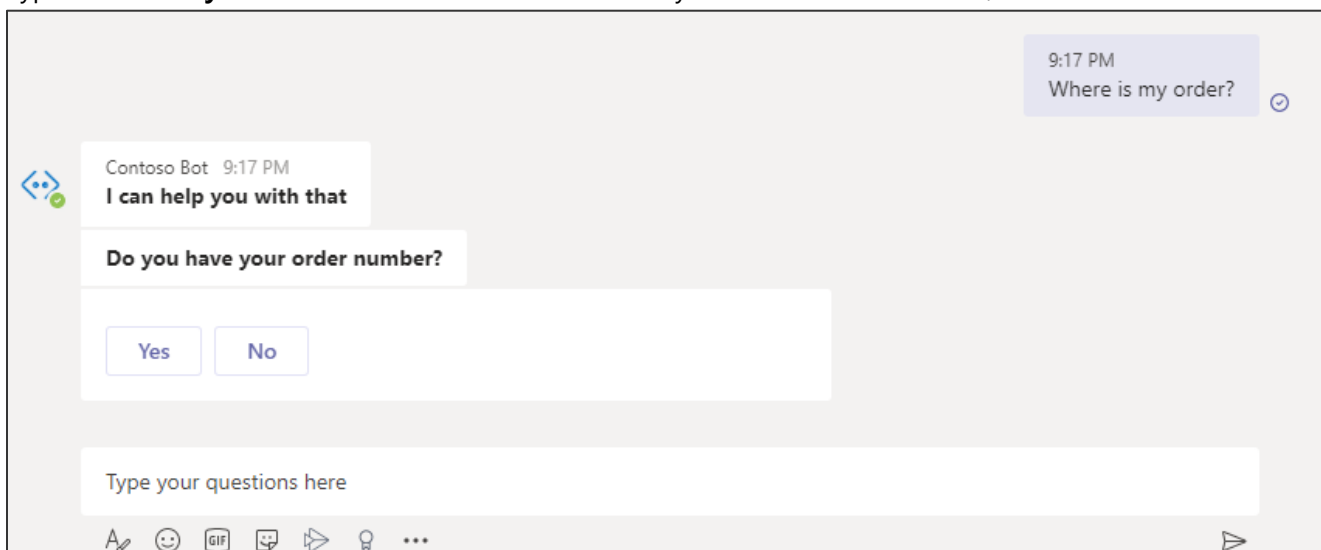 9:17 PM
Where is my order?
Contoso Bot 9:17 PM
I can help you with that
Do you have your order number?
Yes No
Type your questions here
GIF